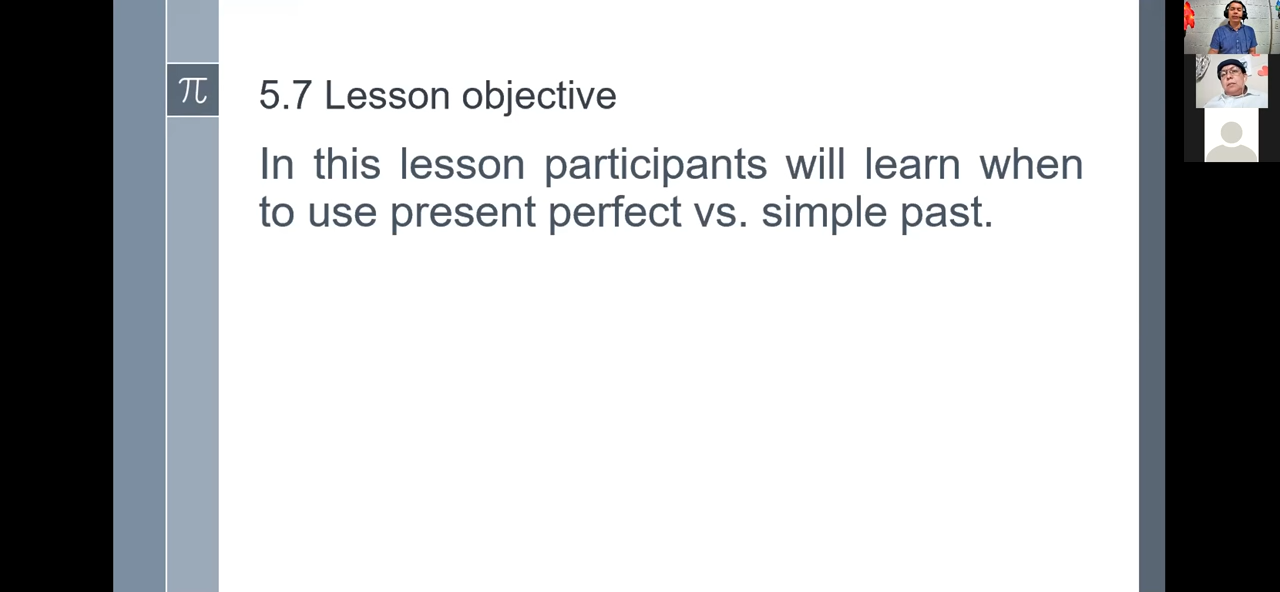 π
5.7 Lesson objective
In this lesson participants will learn when
to use present perfect vs. simple past.